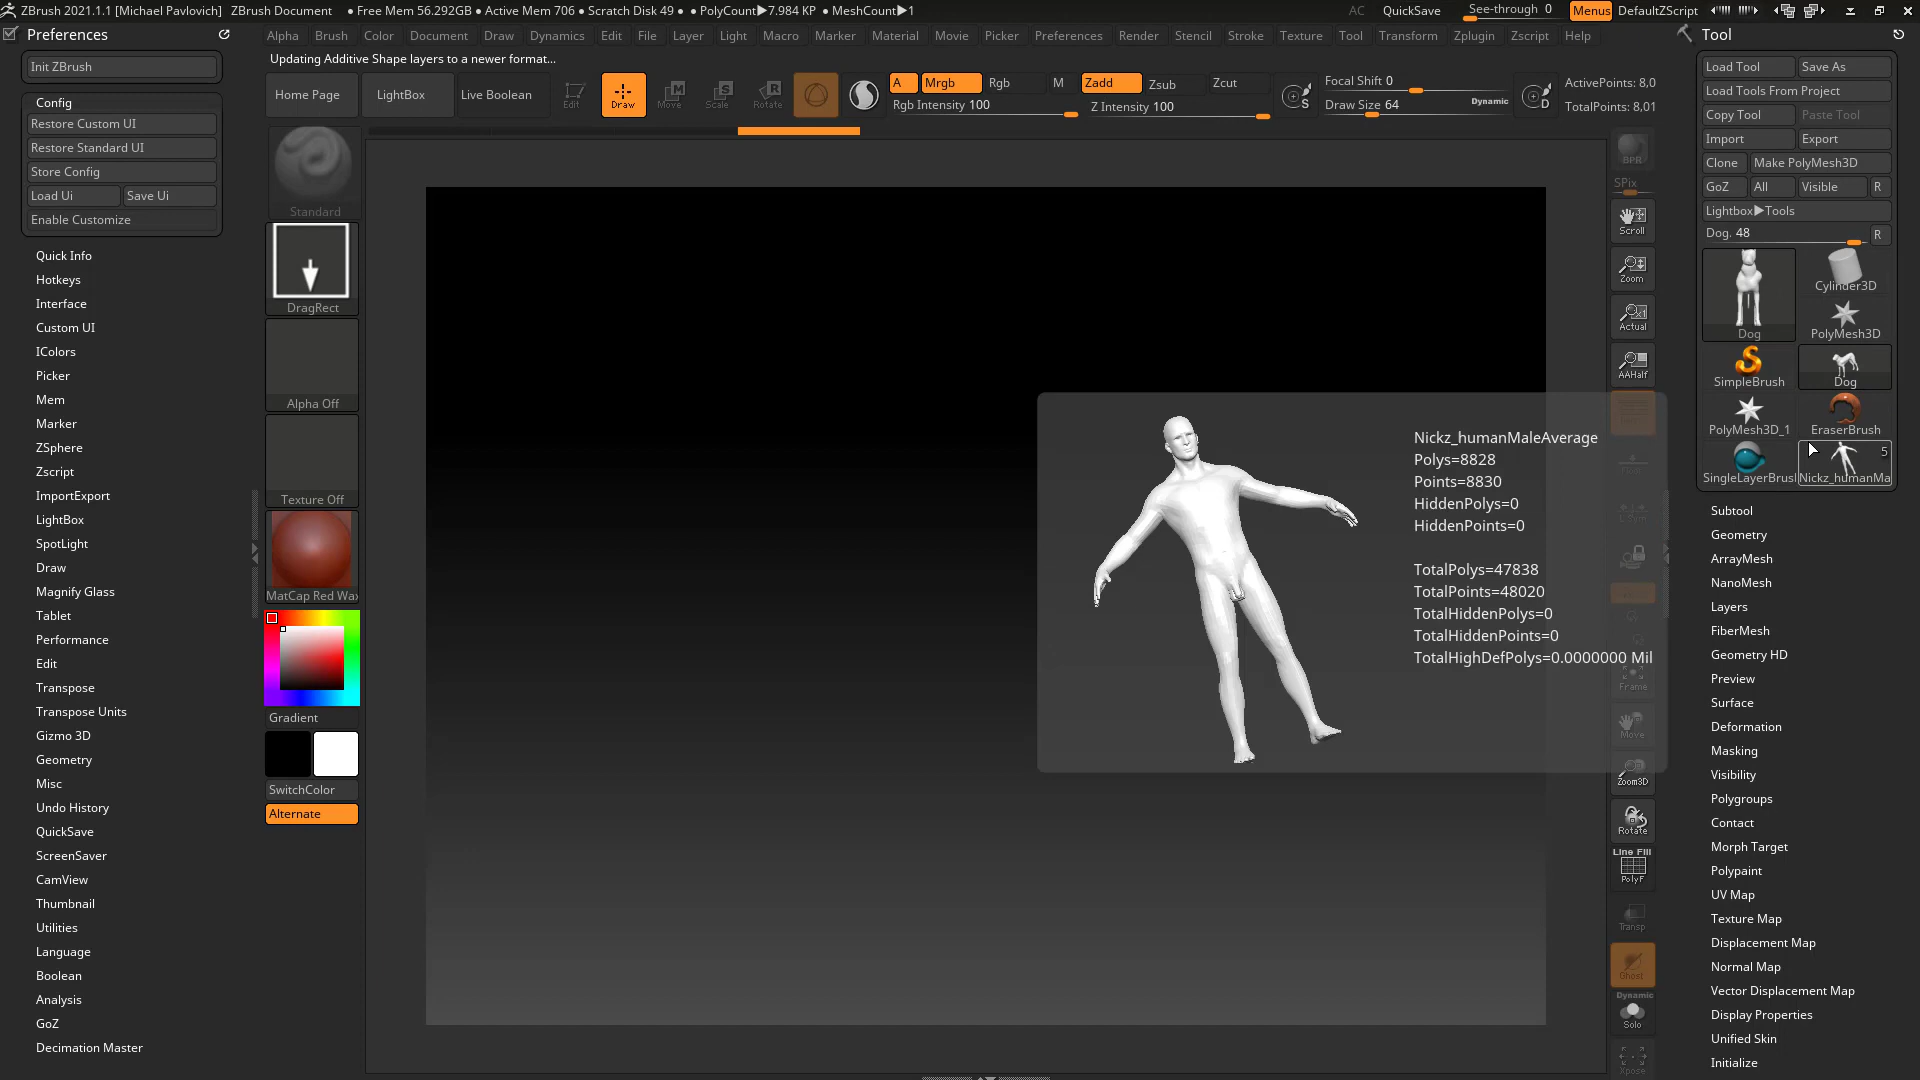 ZBrush 2021.1.1 [Michael Pavlovich] ZBrush Document • Free Mem 56.292GB • Active Mem 706 • Scratch Disk 49 • • PolyCount▶7.984 KP • MeshCount▶1 AC QuickSave See-through 0 Menus DefaultZScript
Preferences
Alpha Brush Color Document Draw Dynamics Edit File Layer Light Macro Marker Material Movie Picker Preferences Render Stencil Stroke Texture Tool Transform Zplugin Zscript Help
Tool
Updating Additive Shape layers to a newer format...
Init ZBrush
Config
Restore Custom UI
Restore Standard UI
Store Config
Load Ui Save Ui
Enable Customize
Quick Info
Hotkeys
Interface
Custom UI
IColors
Picker
Mem
Marker
ZSphere
Zscript
ImportExport
LightBox
SpotLight
Draw
Magnify Glass
Tablet
Performance
Edit
Transpose
Transpose Units
Gizmo 3D
Geometry
Misc
Undo History
QuickSave
ScreenSaver
CamView
Thumbnail
Utilities
Language
Boolean
Analysis
GoZ
Decimation Master
Home Page LightBox Live Boolean
Edit Draw Move Scale Rotate
A Mrgb Rgb M Zadd Zsub Zcut
Rgb Intensity 100 Z Intensity 100
S
Focal Shift 0
Draw Size 64 Dynamic
D
ActivePoints: 8,0
TotalPoints: 8,01
Standard
DragRect
Alpha Off
Texture Off
MatCap Red Wax
Gradient
SwitchColor
Alternate
Nickz_humanMaleAverage
Polys=8828
Points=8830
HiddenPolys=0
HiddenPoints=0
TotalPolys=47838
TotalPoints=48020
TotalHiddenPolys=0
TotalHiddenPoints=0
TotalHighDefPolys=0.0000000 Mil
BPR
SPix
Scroll
Zoom
Actual
AAHalf
Frame
Move
Zoom3D
Rotate
Line Fill
PolyF
Transp
Ghost
Dynamic
Solo
Xpose
Load Tool Save As
Load Tools From Project
Copy Tool Paste Tool
Import Export
Clone Make PolyMesh3D
GoZ All Visible R
Lightbox▶Tools
Dog. 48 R
Dog
Cylinder3D
PolyMesh3D
SimpleBrush Dog
PolyMesh3D_1 EraserBrush
5
SingleLayerBrusl Nickz_humanMa
Subtool
Geometry
ArrayMesh
NanoMesh
Layers
FiberMesh
Geometry HD
Preview
Surface
Deformation
Masking
Visibility
Polygroups
Contact
Morph Target
Polypaint
UV Map
Texture Map
Displacement Map
Normal Map
Vector Displacement Map
Display Properties
Unified Skin
Initialize